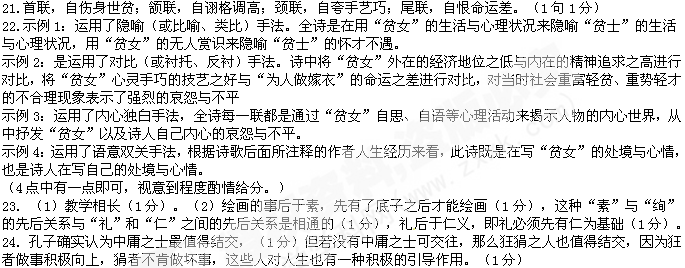 21．首联，自伤身世贫；颔联，自诩格调高；颈联，自夸手艺巧；尾联，自恨命运差。（1句1分）
22．示例1：运用了隐喻（或比喻、类比）手法。全诗是在用“贫女”的生活与心理状况来隐喻“贫士”的生活
与心理状况，用“贫女”的无人赏识来隐喻“贫士”的怀才不遇。
示例2：是运用了对比（或衬托、反衬）手法。诗中将“贫女”外在的经济地位之低与内在的精神追求之高进行
对比，将“贫女”心灵手巧的技艺之好与“为人做嫁衣”的命运之差进行对比，对当时社会重富轻贫、重势轻才
的不合理现象表示了强烈的哀怨与不平
示例3：运用了内心独白手法，全诗每一联都是通过“贫女”自思、自语等心理活动来揭示人物的内心世界，从
中抒发“贫女”以及诗人自己内心的哀怨与不平。
示例4：运用了语意双关手法，根据诗歌后面所注释的作者人生经历来看，此诗既是在写“贫女”的处境与心情，
也是诗人在写自己的处境与心情。
（4点中有一点即可，视意到程度酌情给分。）
23．（1）教学相长（1分）。（2）绘画的事后于素，先有了底子之后才能绘画（1分），这种“素”与“绚”
的先后关系与“礼”和“仁”之间的先后关系是相通的（1分），礼后于仁义，即礼必须先有仁为基础（1分）。
24．孔子确实认为中庸之士最值得结交，（1分）但若没有中庸之士可交往，那么狂狷之人也值得结交，因为狂
者做事积极向上，狷者不肯做坏事，这些人对人生也有一种积极的引导作用。（1分）